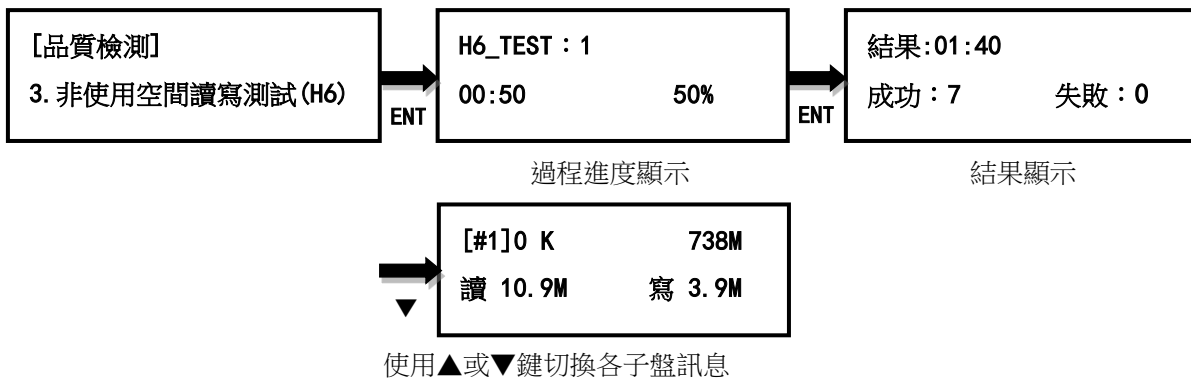 [品質檢測]
3.非使用空間讀寫測試(H6)
ENT
H6_TEST：1
00:50 50%
過程進度顯示
ENT
結果:01:40
成功：7 失敗：0
結果顯示
▼
[#1]0 K 738M
讀 10.9M 寫 3.9M
使用▲或▼鍵切換各子盤訊息